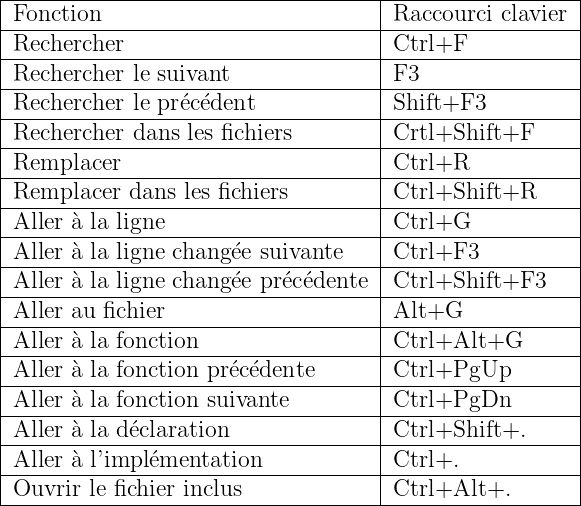 Fonction Raccourci clavier
Rechercher Ctrl+F
Rechercher le suivant F3
Rechercher le précédent Shift+F3
Rechercher dans les fichiers Crtl+Shift+F
Remplacer Ctrl+R
Remplacer dans les fichiers Ctrl+Shift+R
Aller à la ligne Ctrl+G
Aller à la ligne changée suivante Ctrl+F3
Aller à la ligne changée précédente Ctrl+Shift+F3
Aller au fichier Alt+G
Aller à la fonction Ctrl+Alt+G
Aller à la fonction précédente Ctrl+PgUp
Aller à la fonction suivante Ctrl+PgDn
Aller à la déclaration Ctrl+Shift+.
Aller à l'implémentation Ctrl+.
Ouvrir le fichier inclus Ctrl+Alt+.